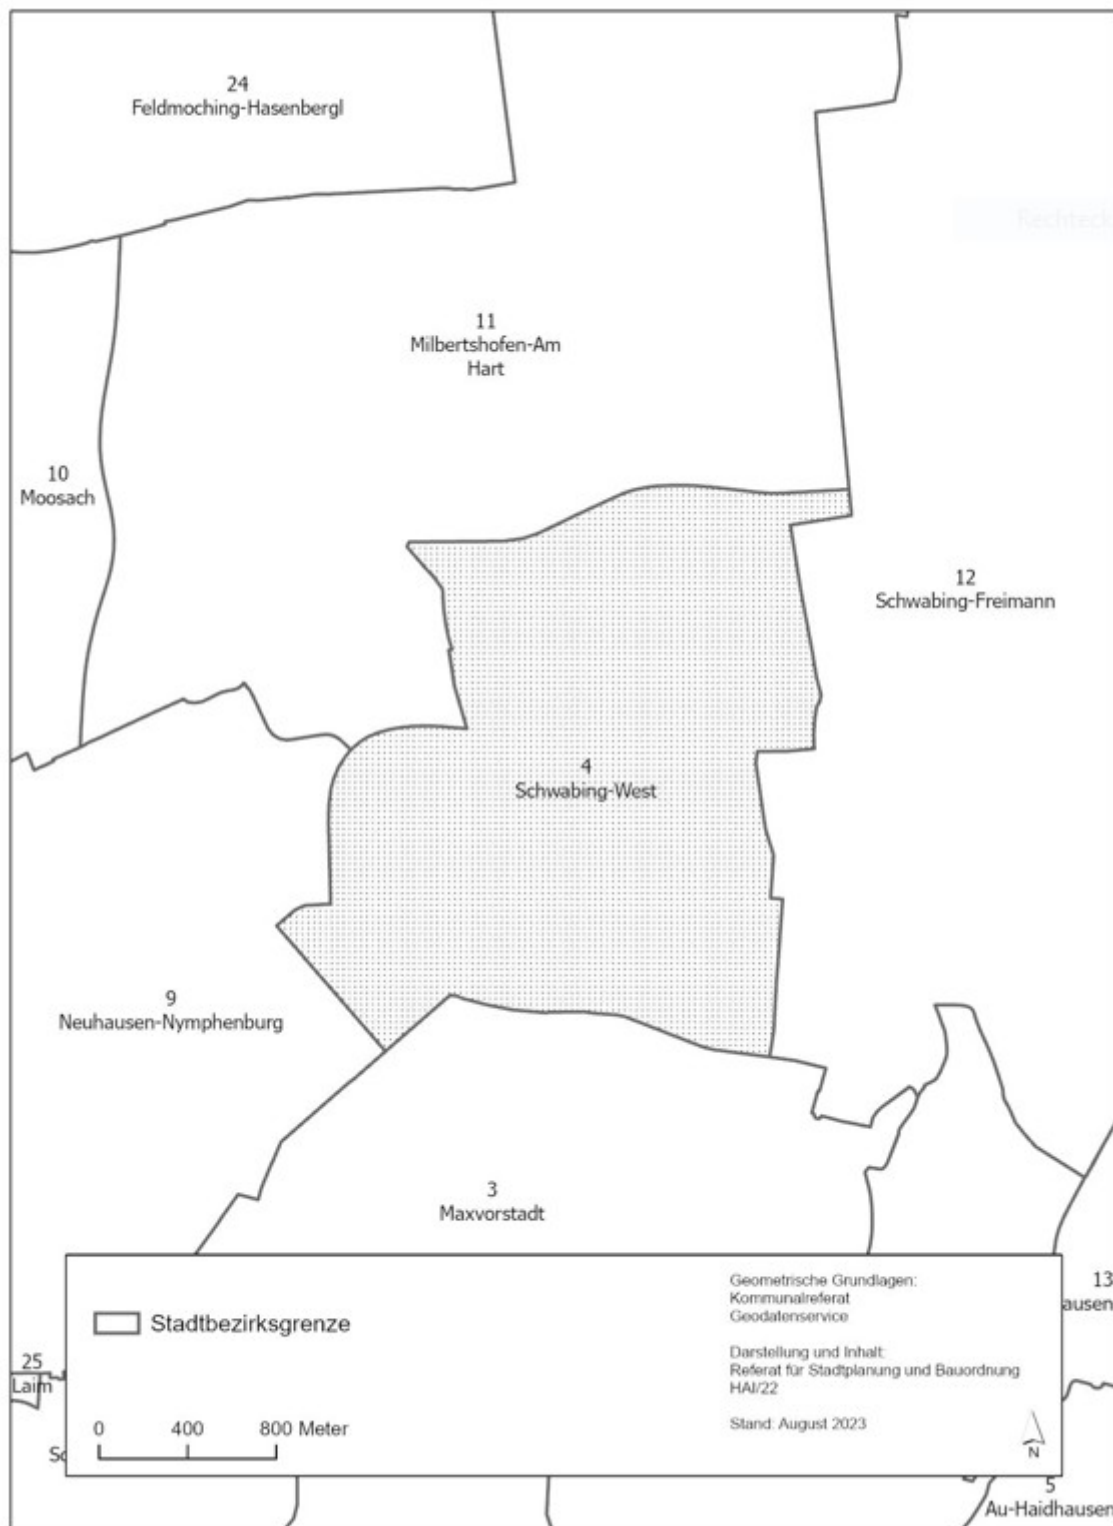 24
Feldmoching-Hasenbergl
Rechteck
11
Milbertshofen-Am
Hart
10
Moosach
12
Schwabing-Freimann
4
Schwabing-West
9
Neuhausen-Nymphenburg
3
Maxvorstadt
13
ausen
25
Laim
Stadtbezirksgrenze
0 400 800 Meter
Geometrische Grundlagen:
Kommunalreferat
Geodatenservice
Darstellung und Inhalt:
Referat für Stadtplanung und Bauordnung
HAI/22
Stand: August 2023
N
5
Au-Haidhausen